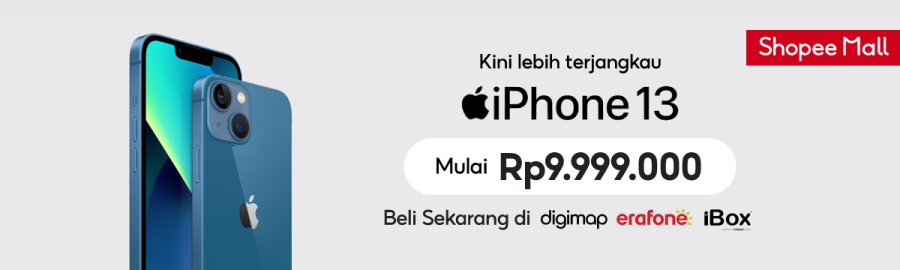 Shopee Mall
Kini lebih terjangkau
iPhone 13
Mulai Rp9.999.000
Beli Sekarang di digimap erafone iBox